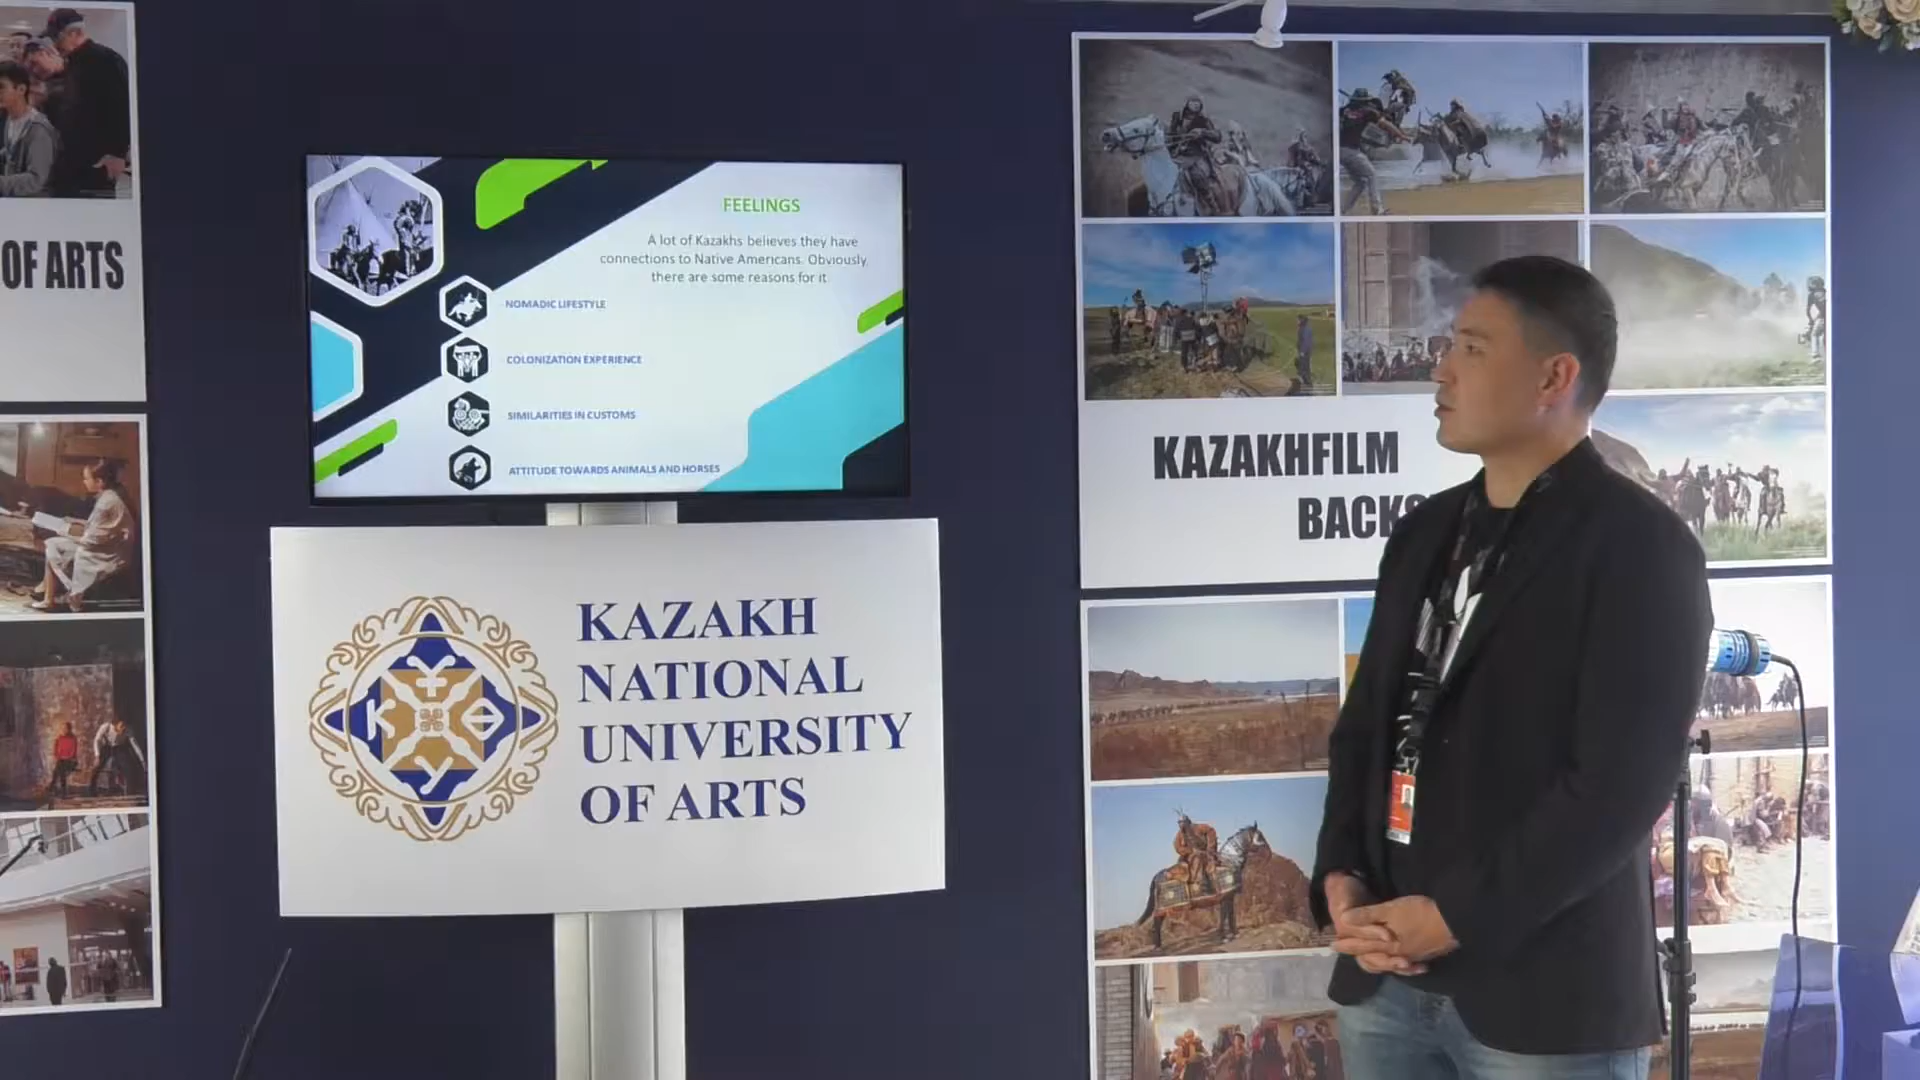 OF ARTS
FEELINGS
A lot of Kazakhs believes they have
connections to Native Americans. Obviously,
there are some reasons for it
NOMADIC LIFESTYLE
COLONIZATION EXPERIENCE
SIMILARITIES IN CUSTOMS
ATTITUDE TOWARDS ANIMALS AND HORSES
KAZAKH
NATIONAL
UNIVERSITY
OF ARTS
KAZAKHFILM